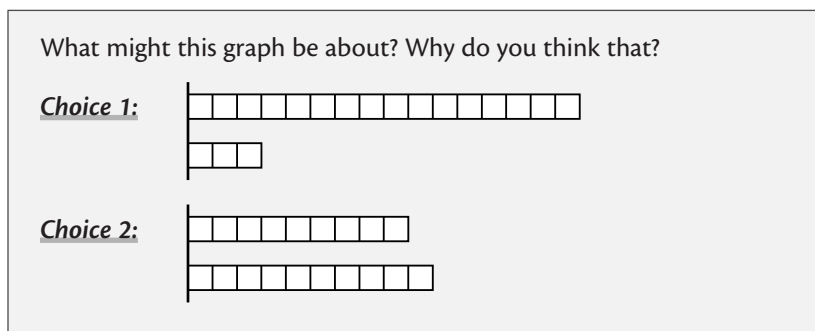 What might this graph be about? Why do you think that?
Choice 1:
Choice 2: